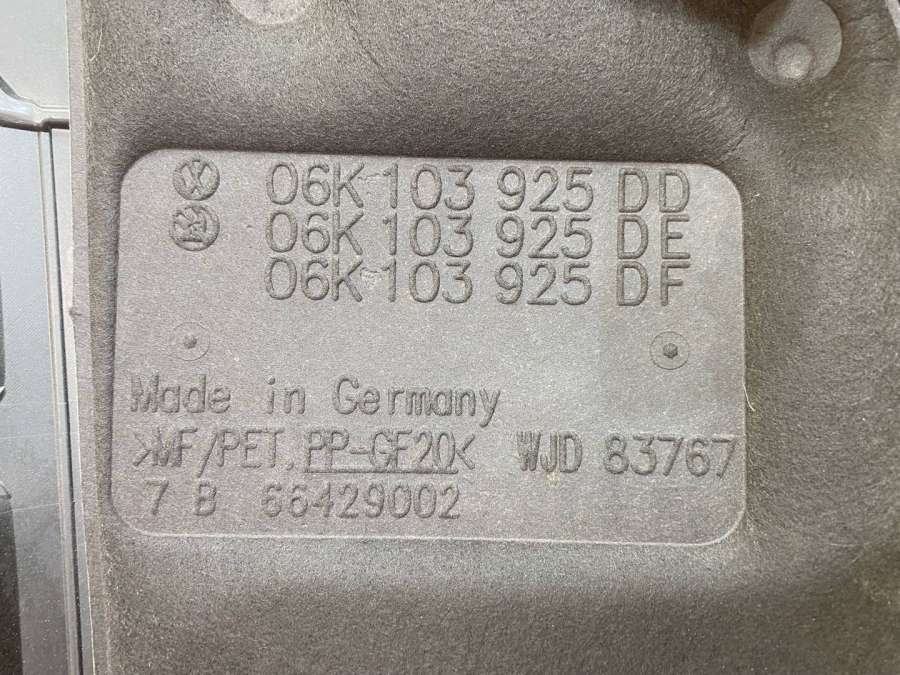 06K 103 925 DD
06K 103 925 DE
06K 103 925 DF
Made in Germany
>MF/PET, PP-GF20< WJD 83767
7 B 66429002